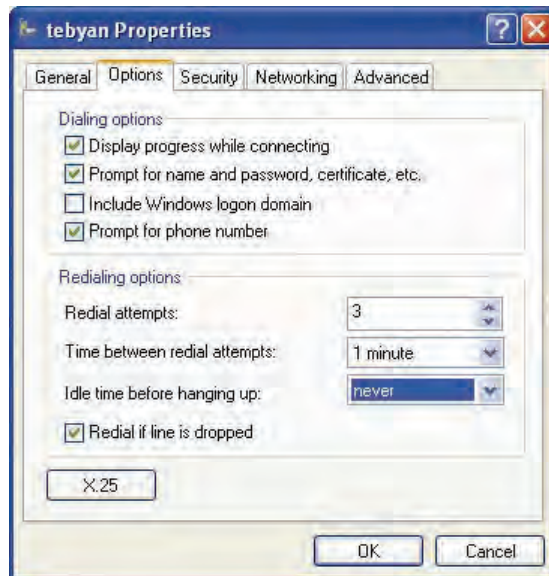 tebyan Properties
General Options Security Networking Advanced
Dialing options
Display progress while connecting
Prompt for name and password, certificate, etc.
Include Windows logon domain
Prompt for phone number
Redialing options
Redial attempts: 3
Time between redial attempts: 1 minute
Idle time before hanging up: never
Redial if line is dropped
X.25
OK Cancel